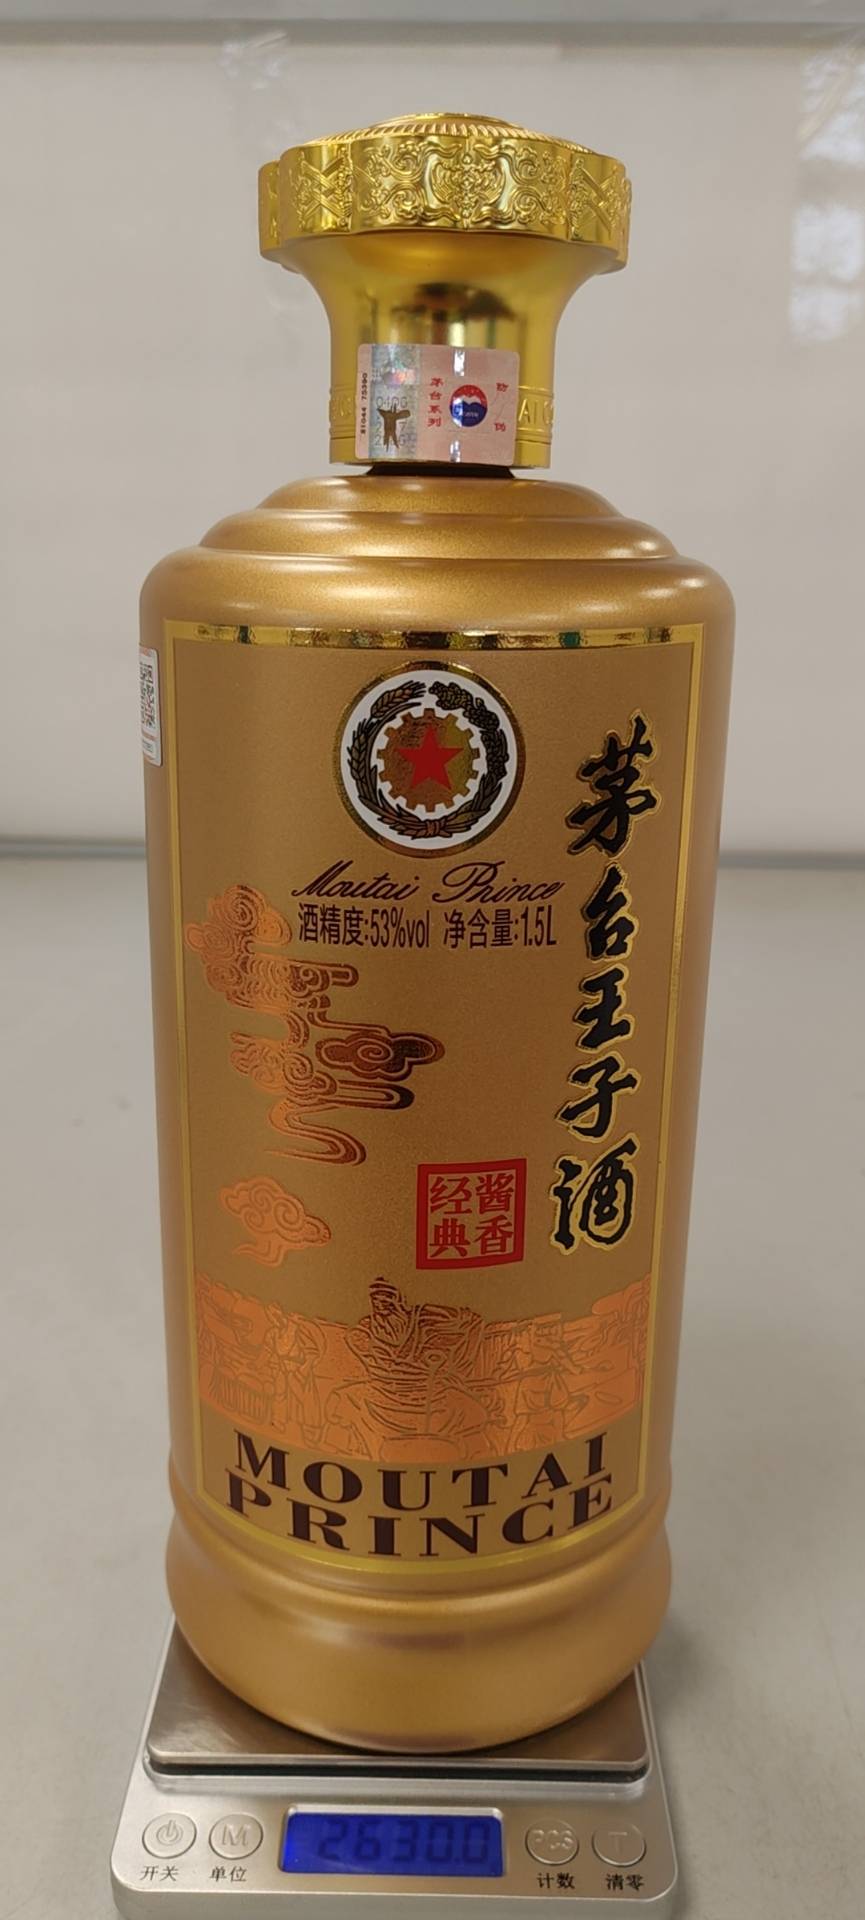 茅台系列
防伪
Moutai Prince
酒精度:53%vol 净含量:1.5L
茅台王子酒
酱香
经典
MOUTAI
PRINCE
2630.0
M
PCS
T
开关
单位
计数
清零